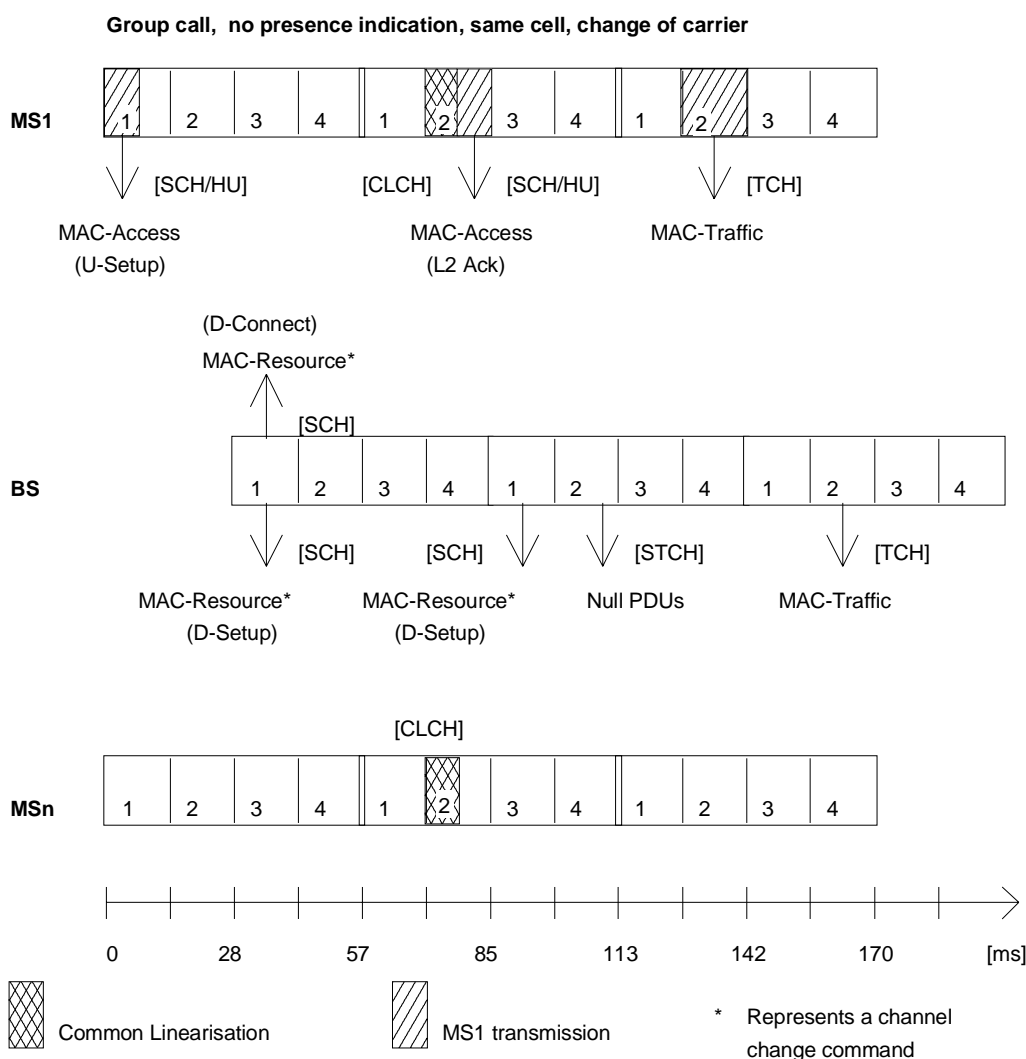 Group call, no presence indication, same cell, change of carrier
MS1
1 2 3 4 1 2 3 4 1 2 3 4
[SCH/HU] [CLCH] [SCH/HU] [TCH]
MAC-Access MAC-Access MAC-Traffic
(U-Setup) (L2 Ack)
(D-Connect)
MAC-Resource*
[SCH]
BS
1 2 3 4 1 2 3 4 1 2 3 4
[SCH] [SCH] [STCH] [TCH]
MAC-Resource* MAC-Resource* Null PDUs MAC-Traffic
(D-Setup) (D-Setup)
[CLCH]
MSn
1 2 3 4 1 2 3 4 1 2 3 4
0 28 57 85 113 142 170 [ms]
Common Linearisation MS1 transmission * Represents a channel
change command